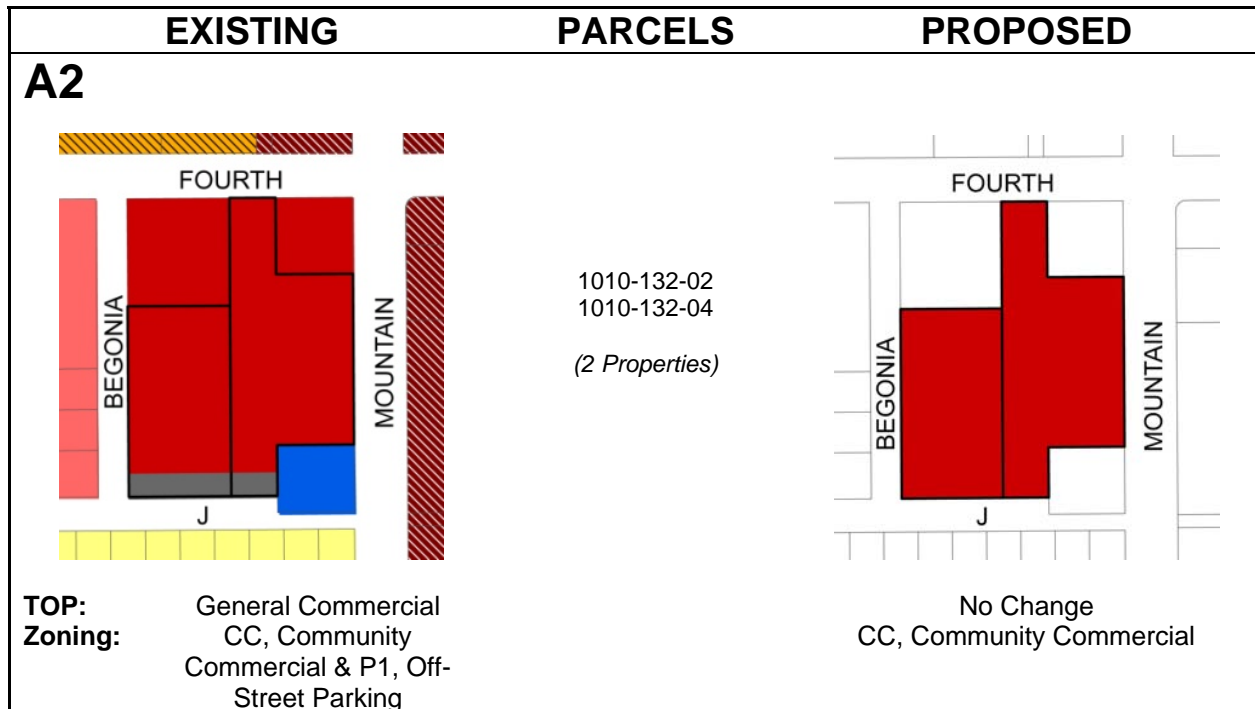 EXISTING PARCELS PROPOSED
A2
FOURTH
BEGONIA
MOUNTAIN
J
1010-132-02
1010-132-04
(2 Properties)
FOURTH
BEGONIA
MOUNTAIN
J
TOP: General Commercial
Zoning: CC, Community
Commercial & P1, Off-
Street Parking
No Change
CC, Community Commercial